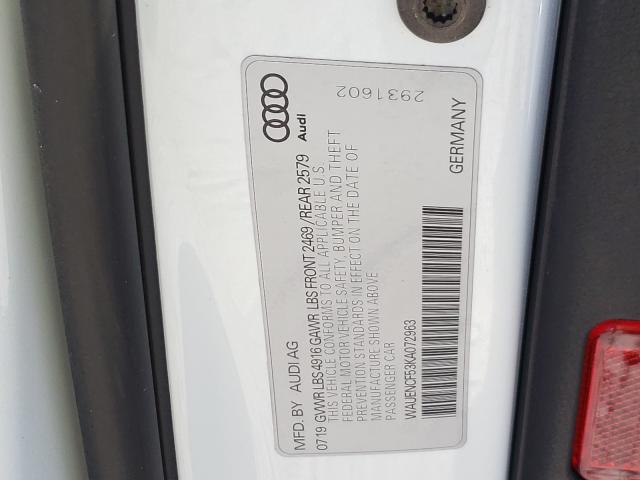 MFD. BY AUDI AG
0719 GVWR LBS 4916 GAWR LBS FRONT 2469 /REAR 2579
THIS VEHICLE CONFORMS TO ALL APPLICABLE U.S.
FEDERAL MOTOR VEHICLE SAFETY, BUMPER AND THEFT
PREVENTION STANDARDS IN EFFECT ON THE DATE OF
MANUFACTURE SHOWN ABOVE
PASSENGER CAR
WAUENCF53KA072963
GERMANY
Audi
2931602